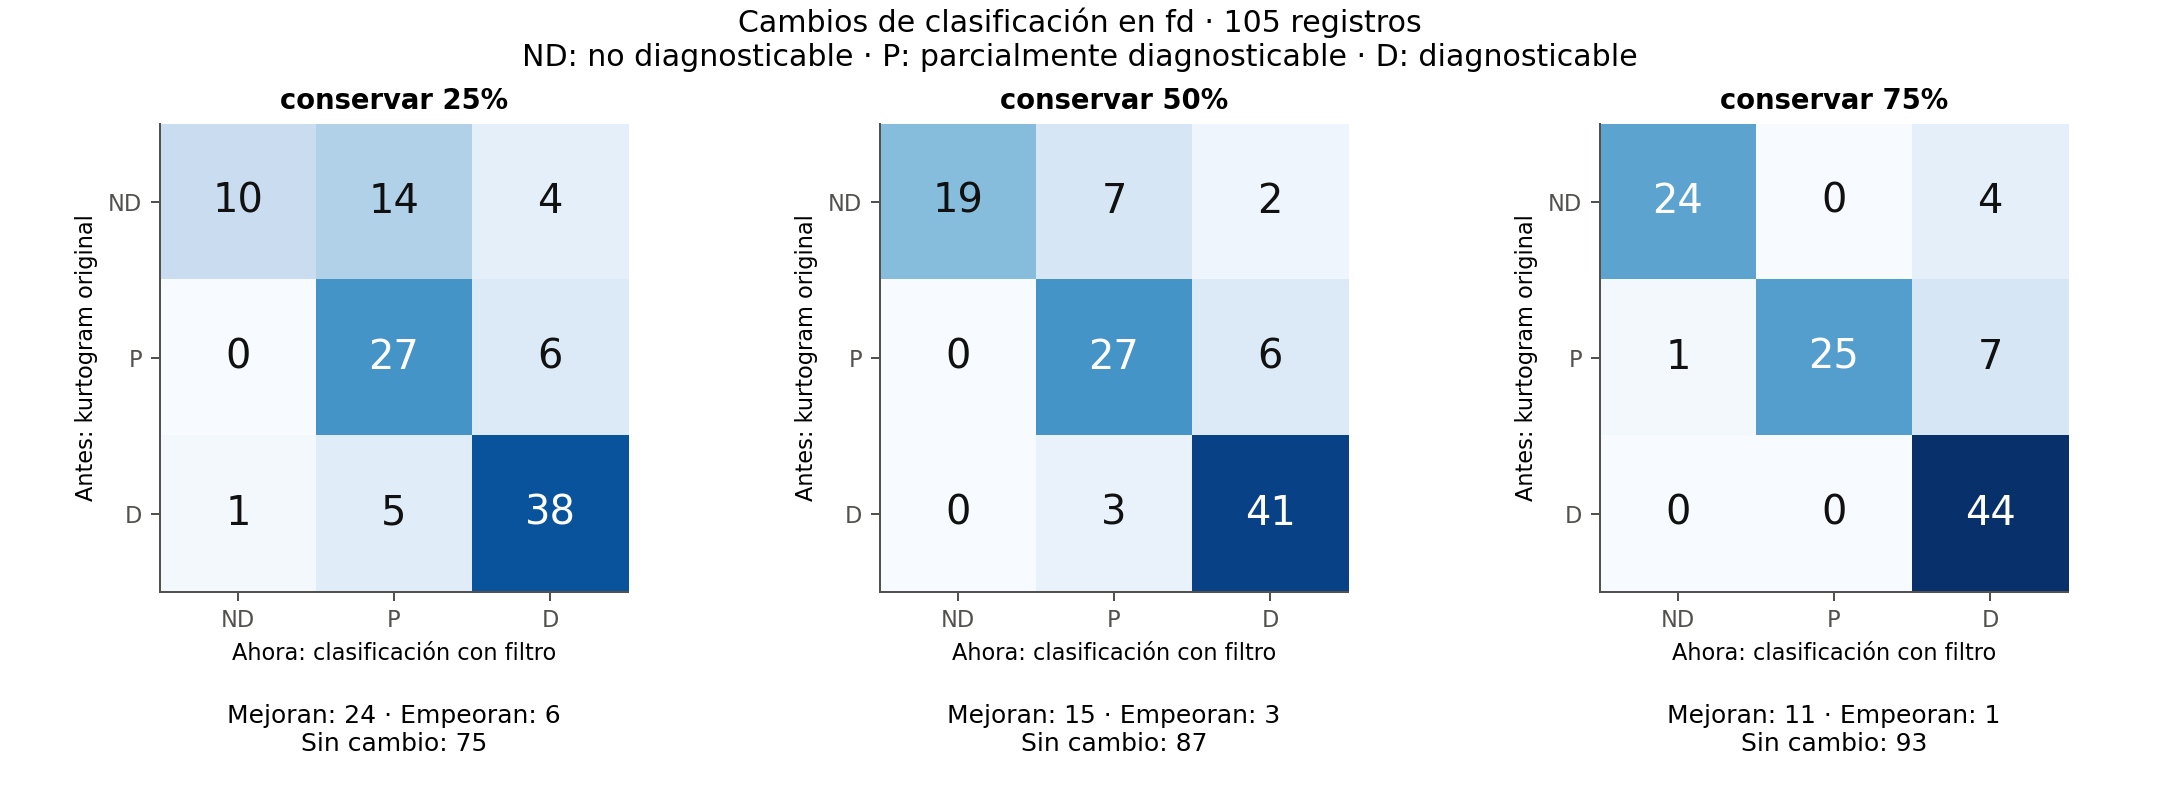 Cambios de clasificación en fd · 105 registros
ND: no diagnosticable · P: parcialmente diagnosticable · D: diagnosticable
conservar 25%
Antes: kurtogram original
ND 10 14 4
P 0 27 6
D 1 5 38
ND P D
Ahora: clasificación con filtro
Mejoran: 24 · Empeoran: 6
Sin cambio: 75
conservar 50%
Antes: kurtogram original
ND 19 7 2
P 0 27 6
D 0 3 41
ND P D
Ahora: clasificación con filtro
Mejoran: 15 · Empeoran: 3
Sin cambio: 87
conservar 75%
Antes: kurtogram original
ND 24 0 4
P 1 25 7
D 0 0 44
ND P D
Ahora: clasificación con filtro
Mejoran: 11 · Empeoran: 1
Sin cambio: 93